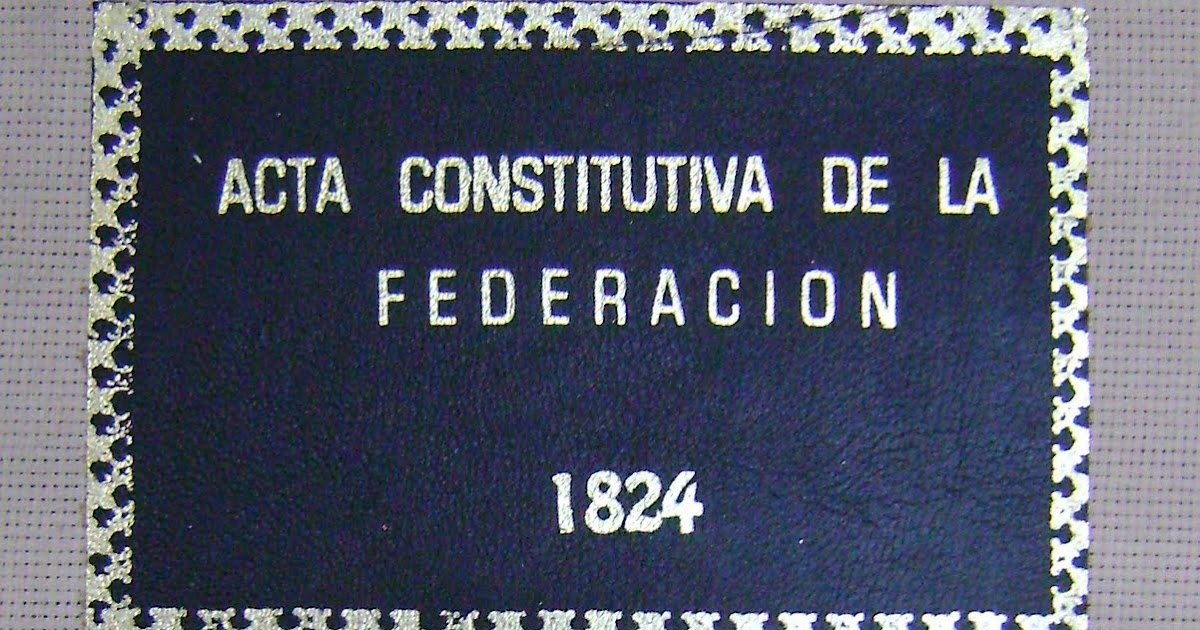 ACTA CONSTITUTIVA DE LA
FEDERACION
1824